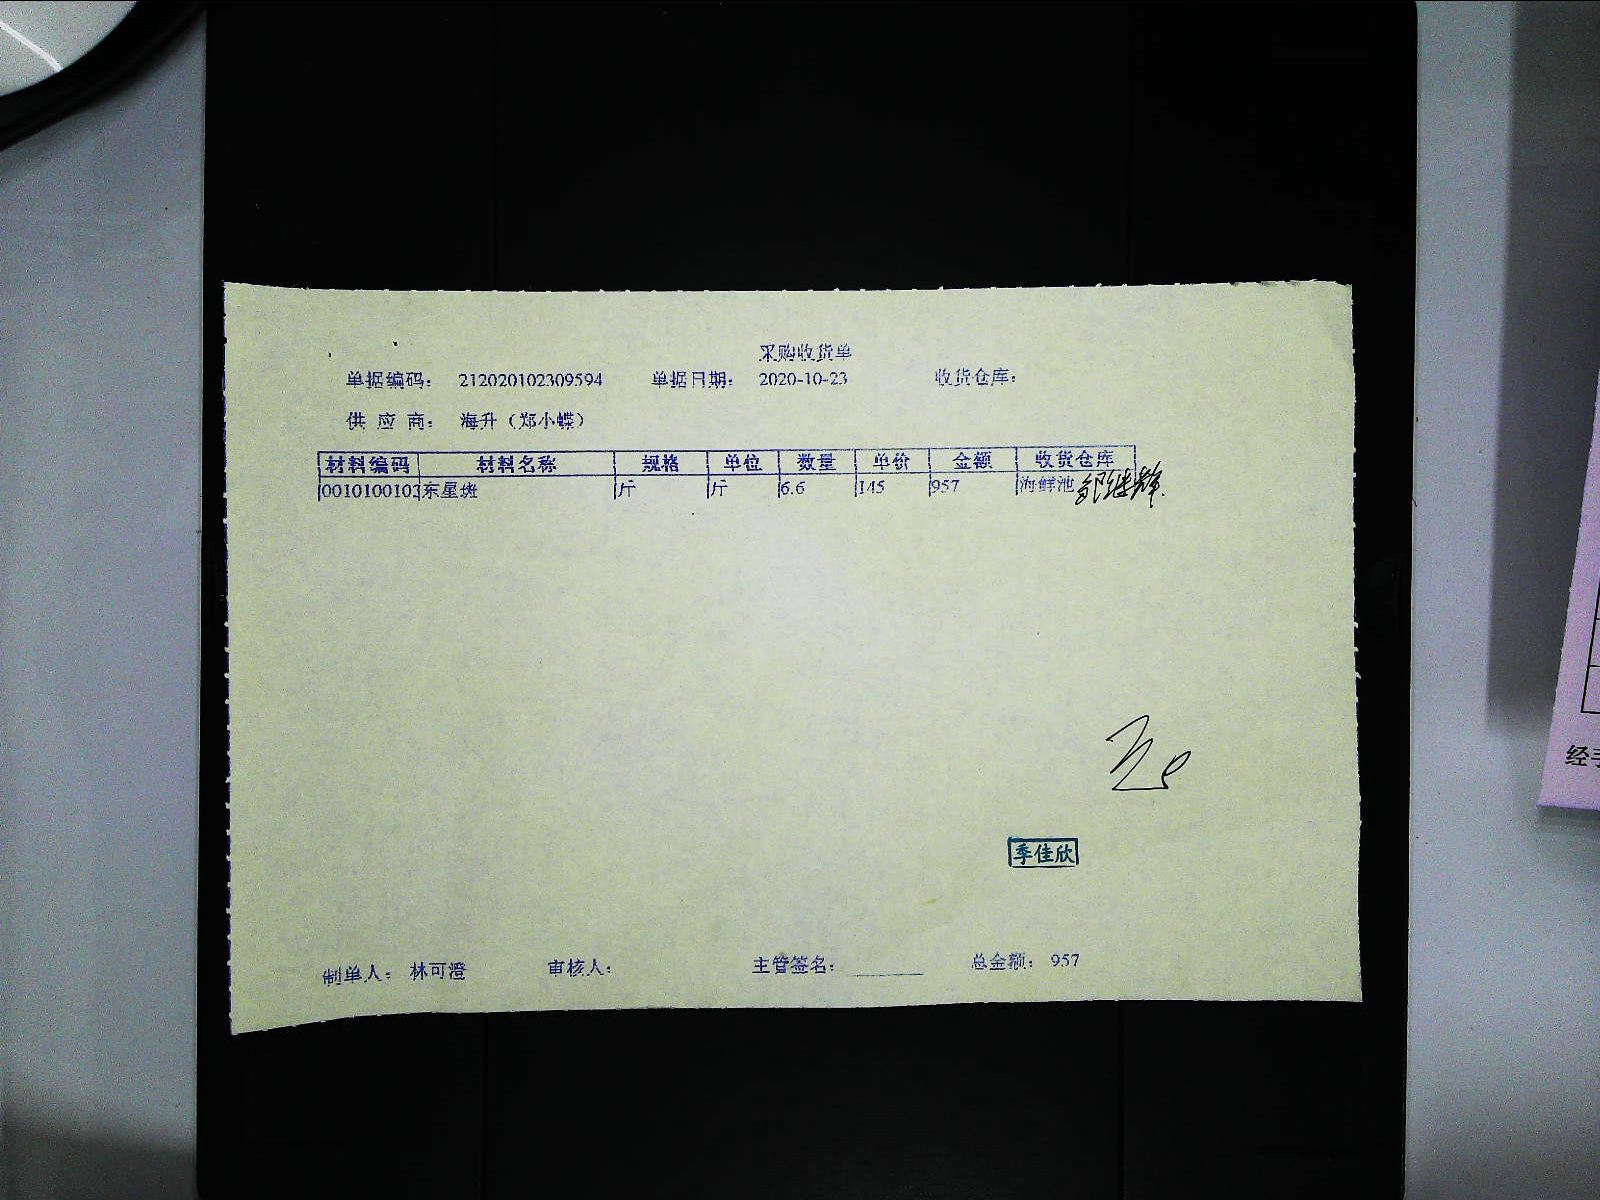 采购收货单
单据编码： 212020102309594 单据日期： 2020-10-23 收货仓库：
供 应 商： 海升（郑小蝶）
材料编码 材料名称 规格 单位 数量 单价 金额 收货仓库
0010100103 东星斑 斤 斤 6.6 145 957 海鲜池
季佳欣
制单人： 林可澄 审核人： 主管签名： 总金额： 957
经手